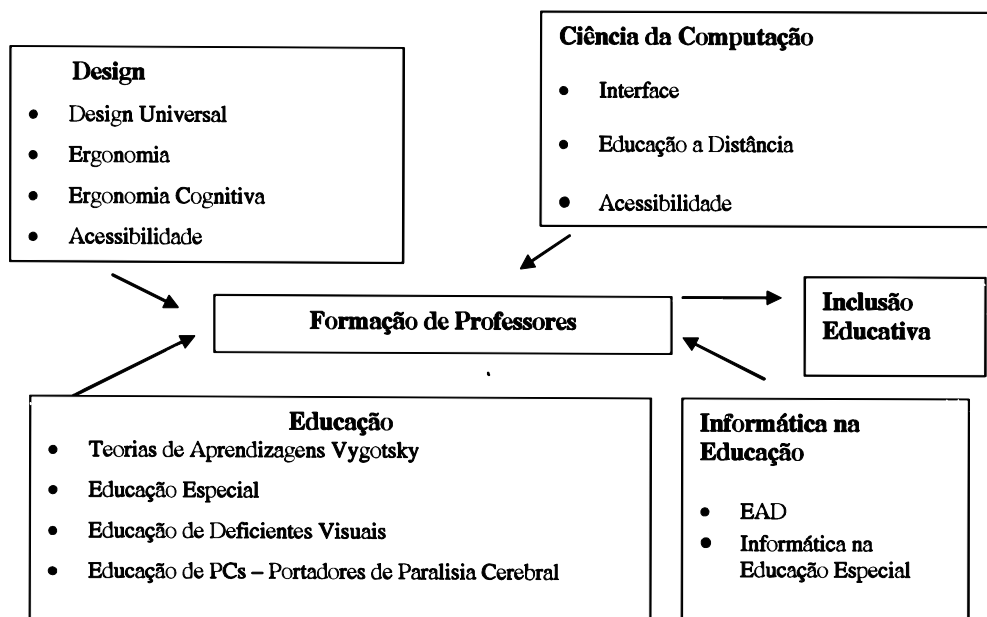 Design
• Design Universal
• Ergonomia
• Ergonomia Cognitiva
• Acessibilidade
Ciência da Computação
• Interface
• Educação a Distância
• Acessibilidade
Formação de Professores
Inclusão
Educativa
Educação
• Teorias de Aprendizagens Vygotsky
• Educação Especial
• Educação de Deficientes Visuais
• Educação de PCs – Portadores de Paralisia Cerebral
Informática na
Educação
• EAD
• Informática na
Educação Especial